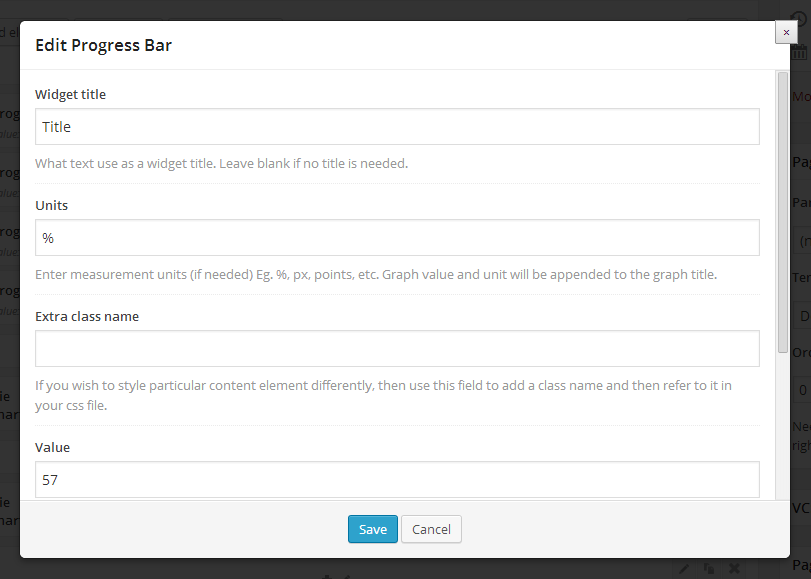 Edit Progress Bar
×
Widget title
Title
What text use as a widget title. Leave blank if no title is needed.
Units
%
Enter measurement units (if needed) Eg. %, px, points, etc. Graph value and unit will be appended to the graph title.
Extra class name
If you wish to style particular content element differently, then use this field to add a class name and then refer to it in
your css file.
Value
57
Save
Cancel
VC
0